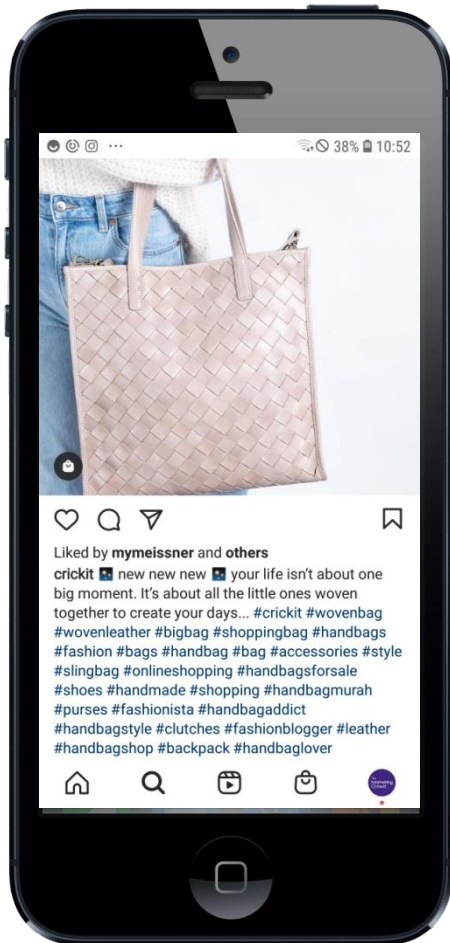 38% 10:52
Liked by mymeissner and others
crickit 🌃 new new new 🌃 your life isn’t about one
big moment. It’s about all the little ones woven
together to create your days... #crickit #wovenbag
#wovenleather #bigbag #shoppingbag #handbags
#fashion #bags #handbag #bag #accessories #style
#slingbag #onlineshopping #handbagsforsale
#shoes #handmade #shopping #handbagmurah
#purses #fashionista #handbagaddict
#handbagstyle #clutches #fashionblogger #leather
#handbagshop #backpack #handbaglover
Marketing
Crowd